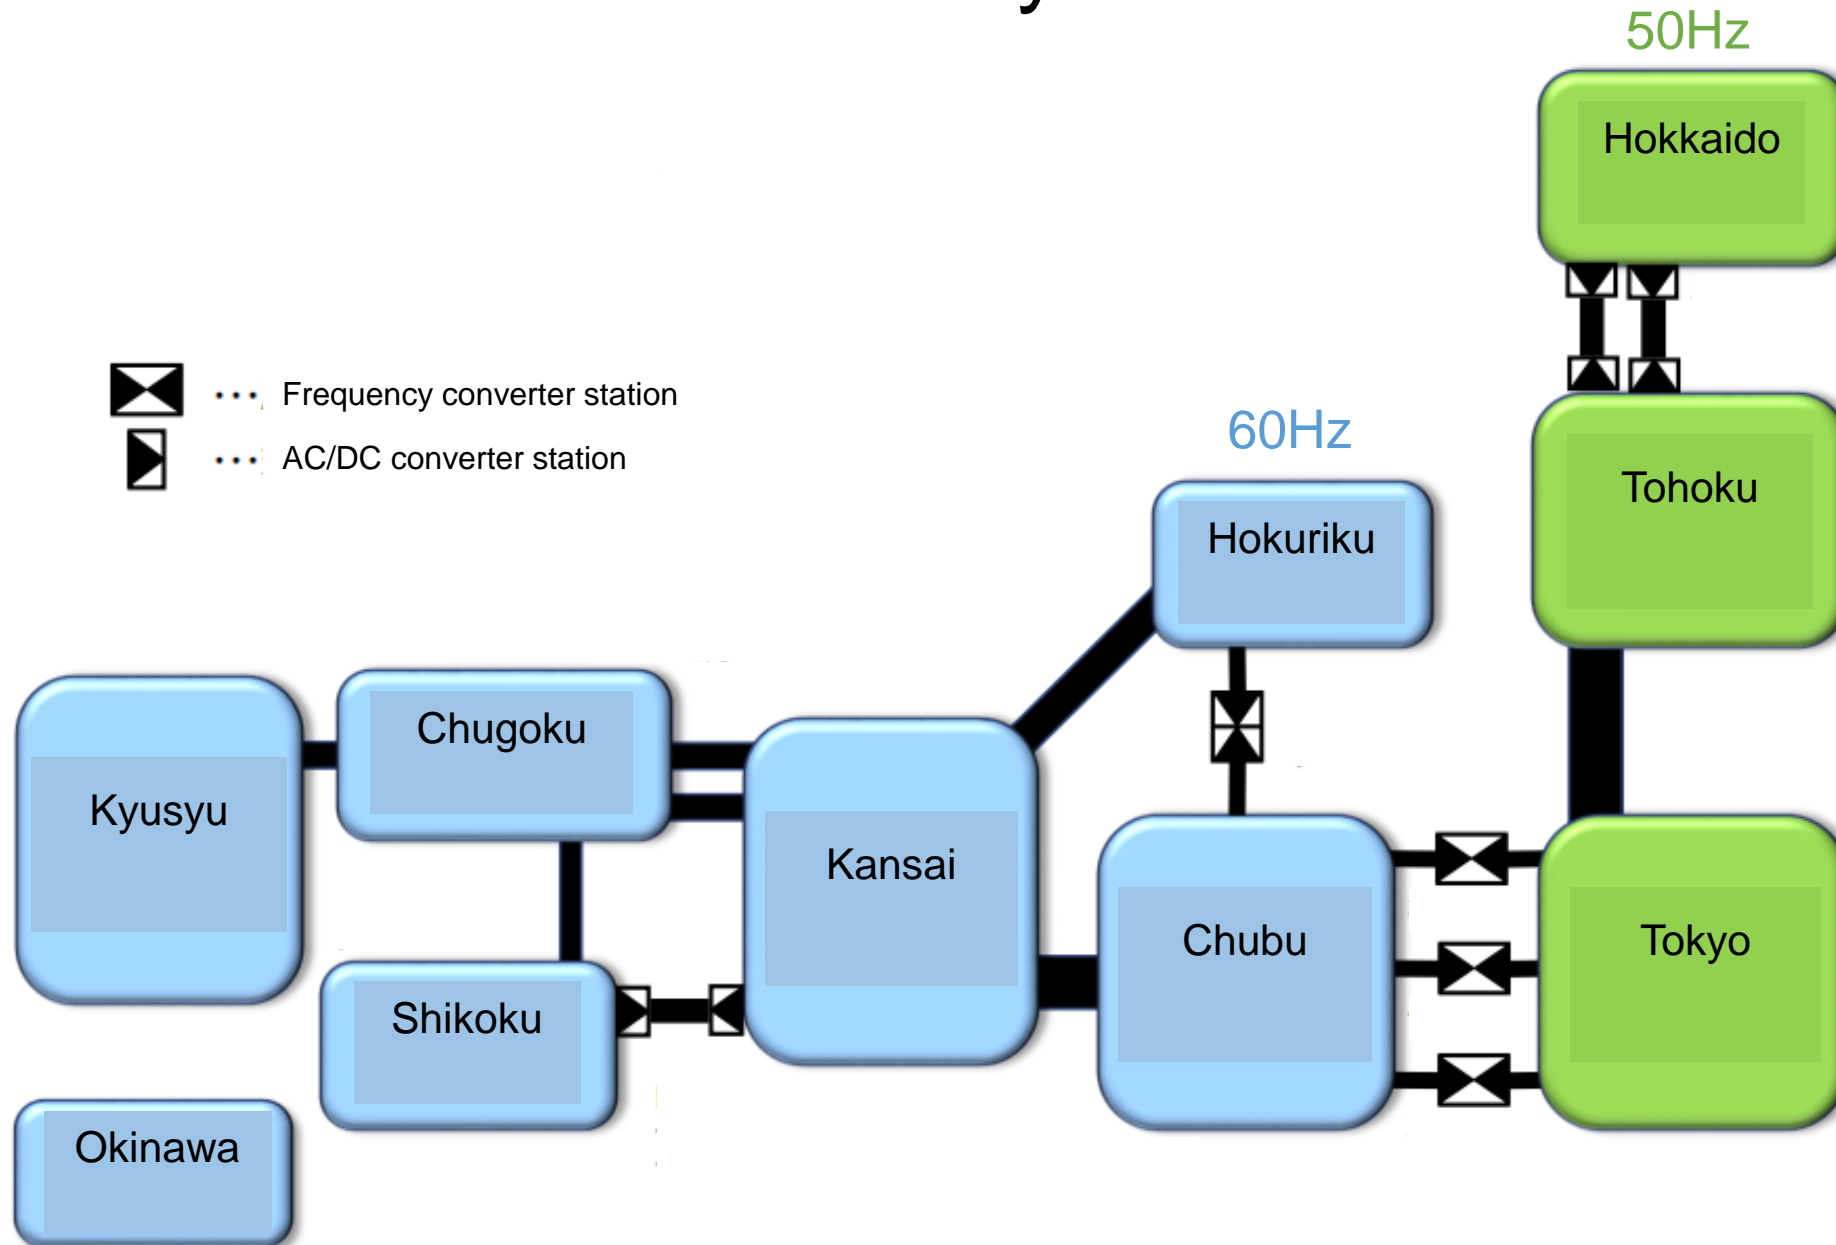 50Hz
Hokkaido
Frequency converter station
AC/DC converter station
60Hz
Tohoku
Hokuriku
Chugoku
Kyusyu
Kansai
Chubu
Tokyo
Shikoku
Okinawa